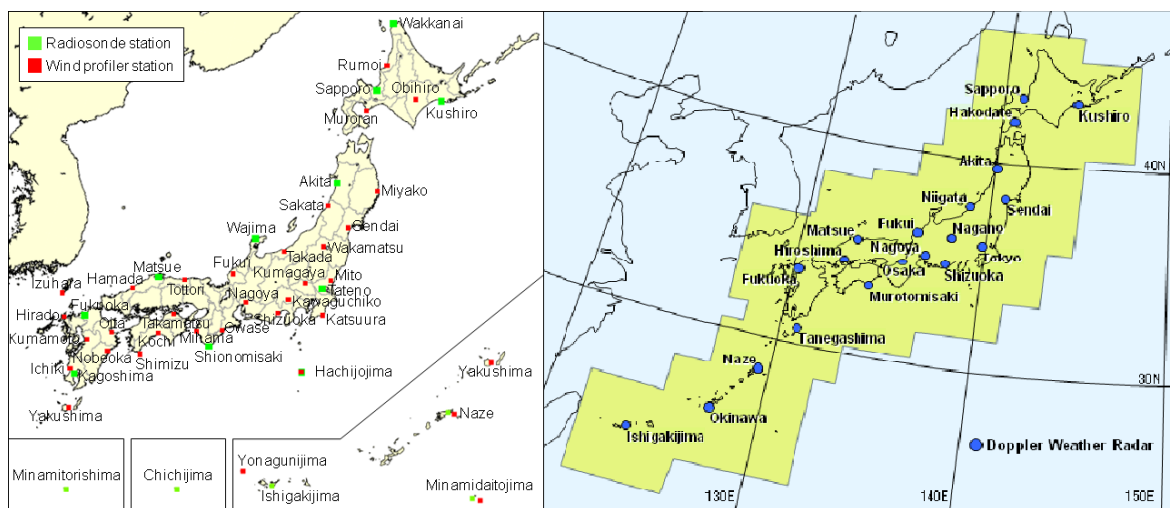 Radiosonde station
Wind profiler station
Wakkanai
Rumoi
Sapporo
Obihiro
Kushiro
Muroran
Akita
Miyako
Sakata
Sendai
Wajima
Wakamatsu
Takada
Fukui
Kumagaya
Mito
Tateno
Matsue
Hamada
Izuhara
Tottori
Nagoya
Kawaguchiko
Fukuoka
Hirado
Oita
Takamatsu
Owase
Shizuoka
Katsuura
Kumamoto
Kochi
Mihama
Nobeoka
Shimizu
Shionomisaki
Ichiki
Kagoshima
Hachijojima
Yakushima
Yakushima
Naze
Minamitorishima
Chichijima
Yonagunijima
Ishigakijima
Minamidaitojima
Sapporo
Kushiro
Hakodate
Akita
40N
Niigata
Sendai
Fukui
Matsue
Nagano
Hiroshima
Nagoya
Tokyo
Osaka
Shizuoka
Fukuoka
Murotomisaki
Tanegashima
Naze
30N
Okinawa
Ishigakijima
Doppler Weather Radar
130E
140E
150E